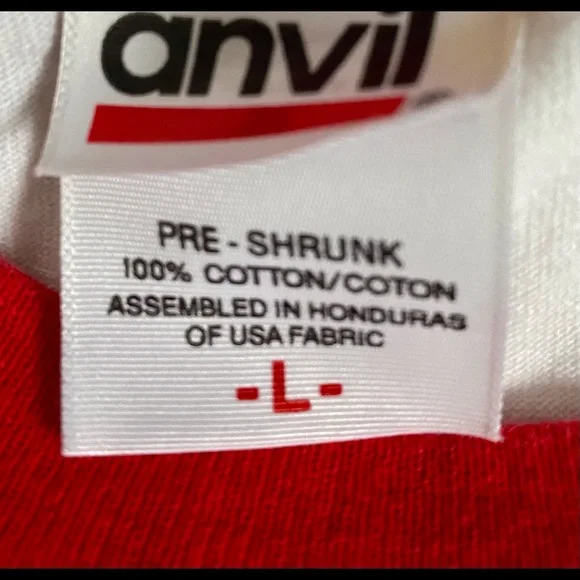 anvil
®
PRE - SHRUNK
100% COTTON/COTON
ASSEMBLED IN HONDURAS
OF USA FABRIC
- L -